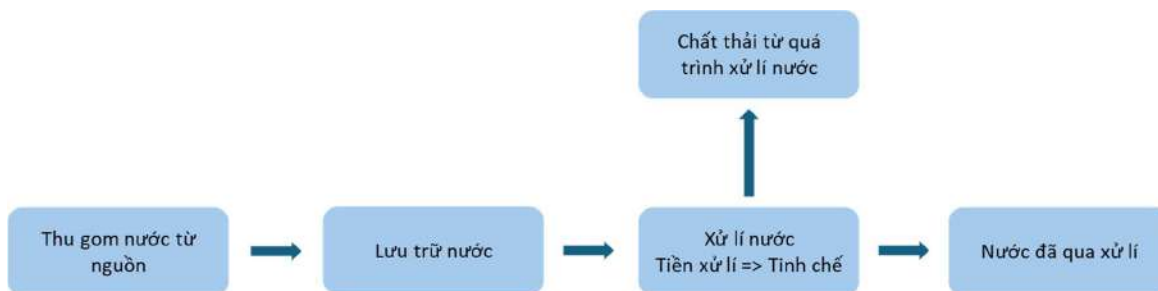 Chất thải từ quá
trình xử lí nước
Thu gom nước từ
nguồn
Lưu trữ nước
Xử lí nước
Tiền xử lí => Tinh chế
Nước đã qua xử lí